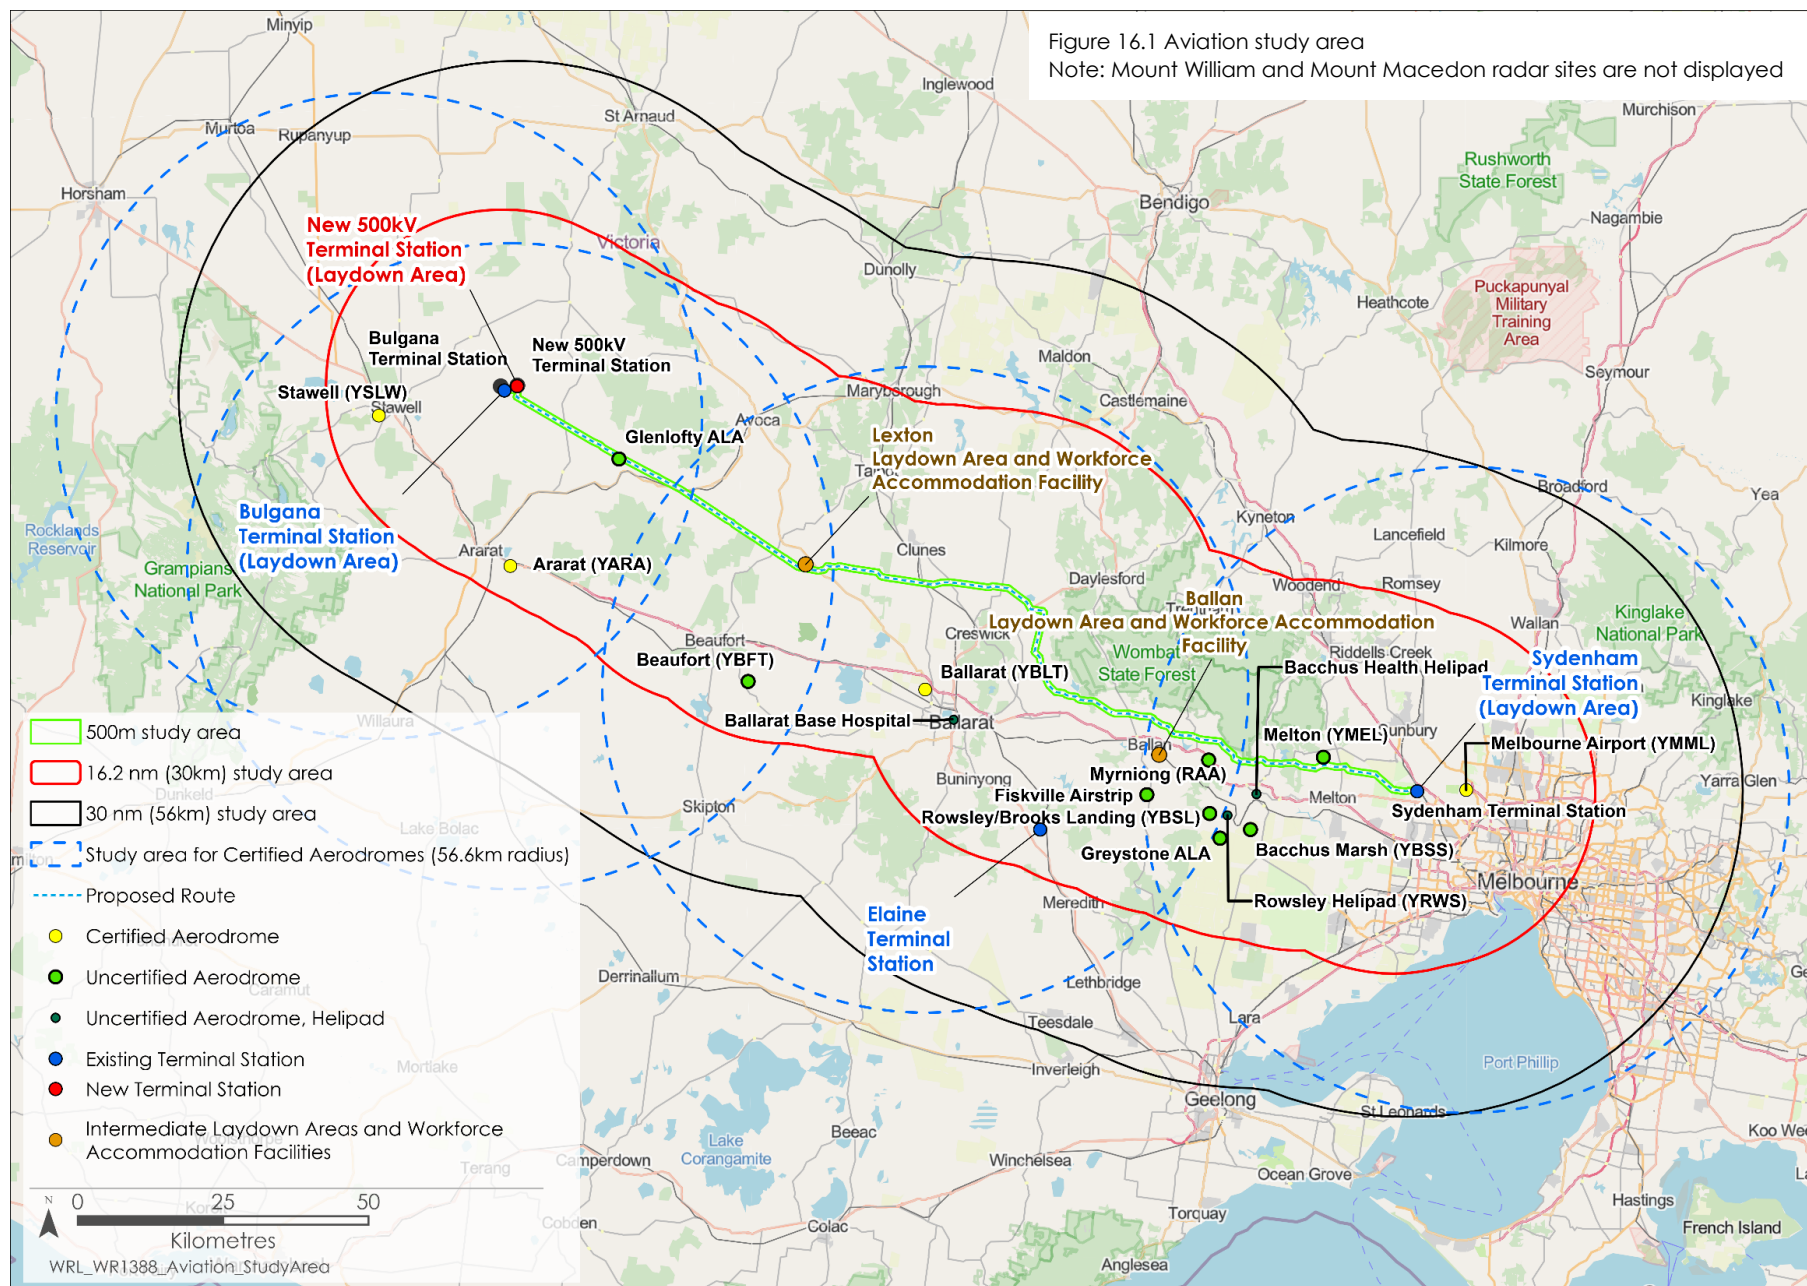 Figure 16.1 Aviation study area
Note: Mount William and Mount Macedon radar sites are not displayed
Minyip
Inglewood
Murchison
St Arnaud
Murtoa
Rupanyup
Rushworth
State Forest
Horsham
Bendigo
Nagambie
New 500kV
Terminal Station
(Laydown Area)
Victoria
Dunolly
Puckapunyal
Military
Training
Area
Heathcote
Bulgana
Terminal Station
New 500kV
Terminal Station
Maldon
Seymour
Stawell (YSLW)
Stawell
Maryborough
Castlemaine
Avoca
Glenlofty ALA
Lexton
Laydown Area and Workforce
Accommodation Facility
Broadford
Yea
Bulgana
Terminal Station
(Laydown Area)
Rocklands
Reservoir
Kyneton
Lancefield
Kilmore
Ararat
Ararat (YARA)
Clunes
Grampians
National Park
Daylesford
Woodend
Romsey
Ballan
Laydown Area and Workforce Accommodation
Facility
Kinglake
National Park
Wallan
Creswick
Beaufort
Beaufort (YBFT)
Wombat
State Forest
Riddells Creek
Bacchus Health Helipad
Sydenham
Terminal Station
(Laydown Area)
Ballarat (YBLT)
Kinglake
Willaura
Ballarat Base Hospital
Ballarat
Melton (YMEL)
Melbourne Airport (YMML)
Ballan
Myrniong (RAA)
Buninyong
Fiskville Airstrip
Melton
Yarra Glen
Skipton
Rowsley/Brooks Landing (YBSL)
Sydenham Terminal Station
Greystone ALA
Bacchus Marsh (YBSS)
Melbourne
Meredith
Rowsley Helipad (YRWS)
Elaine
Terminal
Station
Derrinallum
Lethbridge
Teesdale
Lara
Inverleigh
Port Phillip
Geelong
St Leonards
Beeac
Lake
Corangamite
Camperdown
Winchelsea
Ocean Grove
Torquay
Hastings
Colac
Cobden
French Island
Anglesea
500m study area
16.2 nm (30km) study area
Dunkeld
30 nm (56km) study area
Lake Bolac
Study area for Certified Aerodromes (56.6km radius)
Proposed Route
Certified Aerodrome
Uncertified Aerodrome
Caramut
Uncertified Aerodrome, Helipad
Existing Terminal Station
Mortlake
New Terminal Station
Intermediate Laydown Areas and Workforce
Accommodation Facilities
Terang
N
0 25 50
Kilometres
WRL_WR1388_Aviation_StudyArea